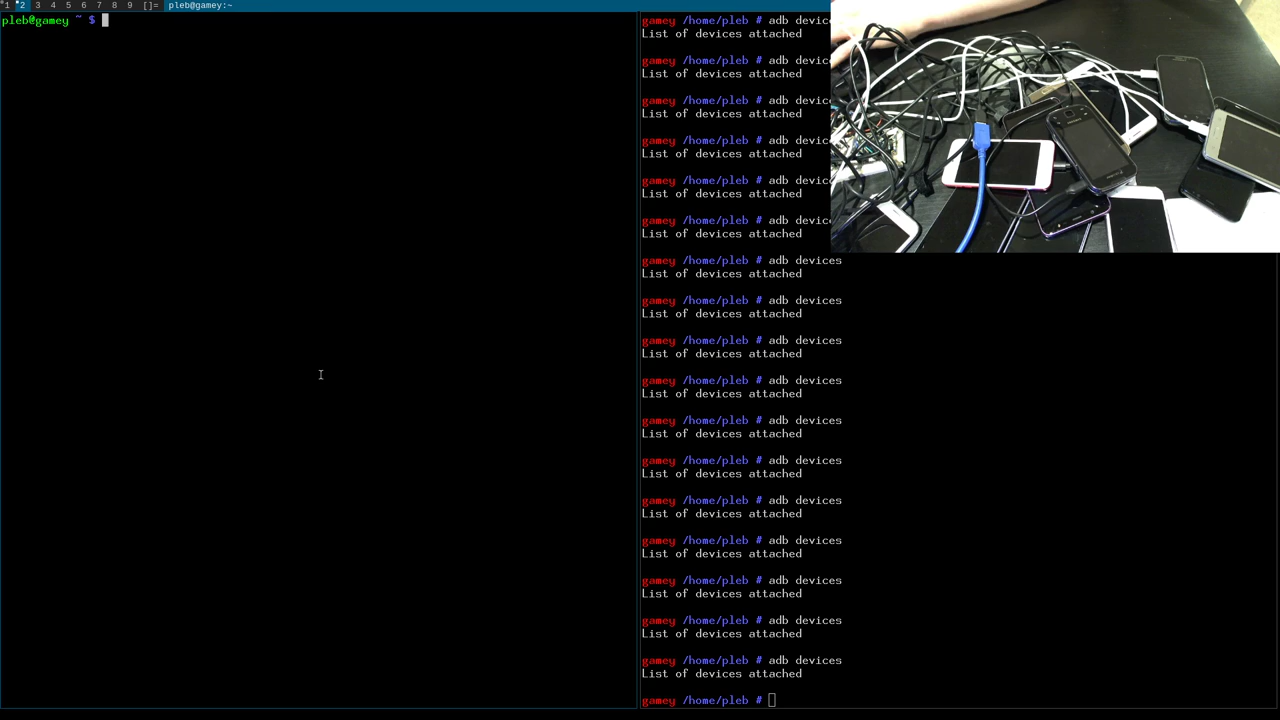 1 2 3 4 5 6 7 8 9 []= pleb@gamey:~
pleb@gamey ~ $
gamey /home/pleb # adb devic
List of devices attached
gamey /home/pleb # adb devic
List of devices attached
gamey /home/pleb # adb devic
List of devices attached
gamey /home/pleb # adb devic
List of devices attached
gamey /home/pleb # adb devic
List of devices attached
gamey /home/pleb # adb devic
List of devices attached
gamey /home/pleb # adb devices
List of devices attached
gamey /home/pleb # adb devices
List of devices attached
gamey /home/pleb # adb devices
List of devices attached
gamey /home/pleb # adb devices
List of devices attached
gamey /home/pleb # adb devices
List of devices attached
gamey /home/pleb # adb devices
List of devices attached
gamey /home/pleb # adb devices
List of devices attached
gamey /home/pleb # adb devices
List of devices attached
gamey /home/pleb # adb devices
List of devices attached
gamey /home/pleb # adb devices
List of devices attached
gamey /home/pleb # adb devices
List of devices attached
gamey /home/pleb #